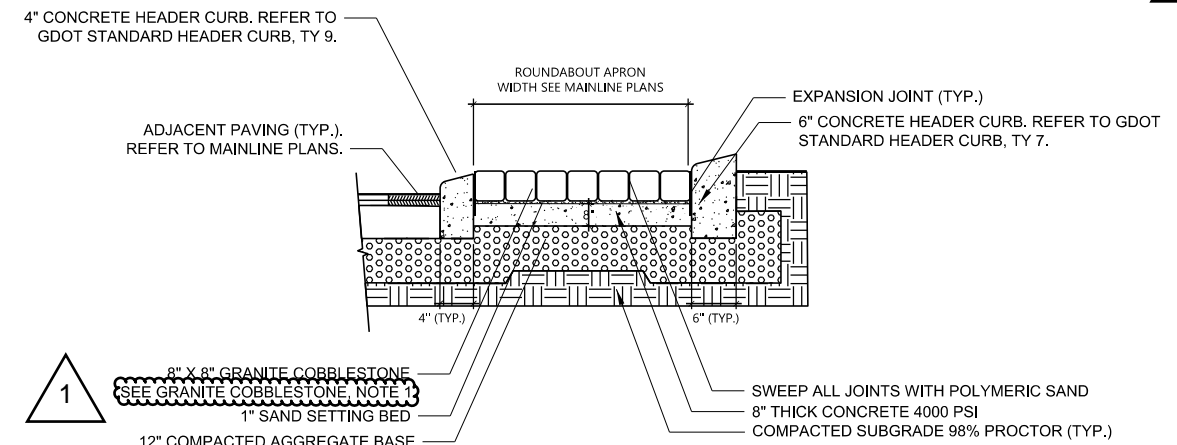 4" CONCRETE HEADER CURB. REFER TO
GDOT STANDARD HEADER CURB, TY 9.
ROUNDABOUT APRON
WIDTH SEE MAINLINE PLANS
EXPANSION JOINT (TYP.)
6" CONCRETE HEADER CURB. REFER TO GDOT
STANDARD HEADER CURB, TY 7.
ADJACENT PAVING (TYP.).
REFER TO MAINLINE PLANS.
8"
4" (TYP.)
6" (TYP.)
1
8" X 8" GRANITE COBBLESTONE
SEE GRANITE COBBLESTONE, NOTE 1
1" SAND SETTING BED
12" COMPACTED AGGREGATE BASE
SWEEP ALL JOINTS WITH POLYMERIC SAND
8" THICK CONCRETE 4000 PSI
COMPACTED SUBGRADE 98% PROCTOR (TYP.)